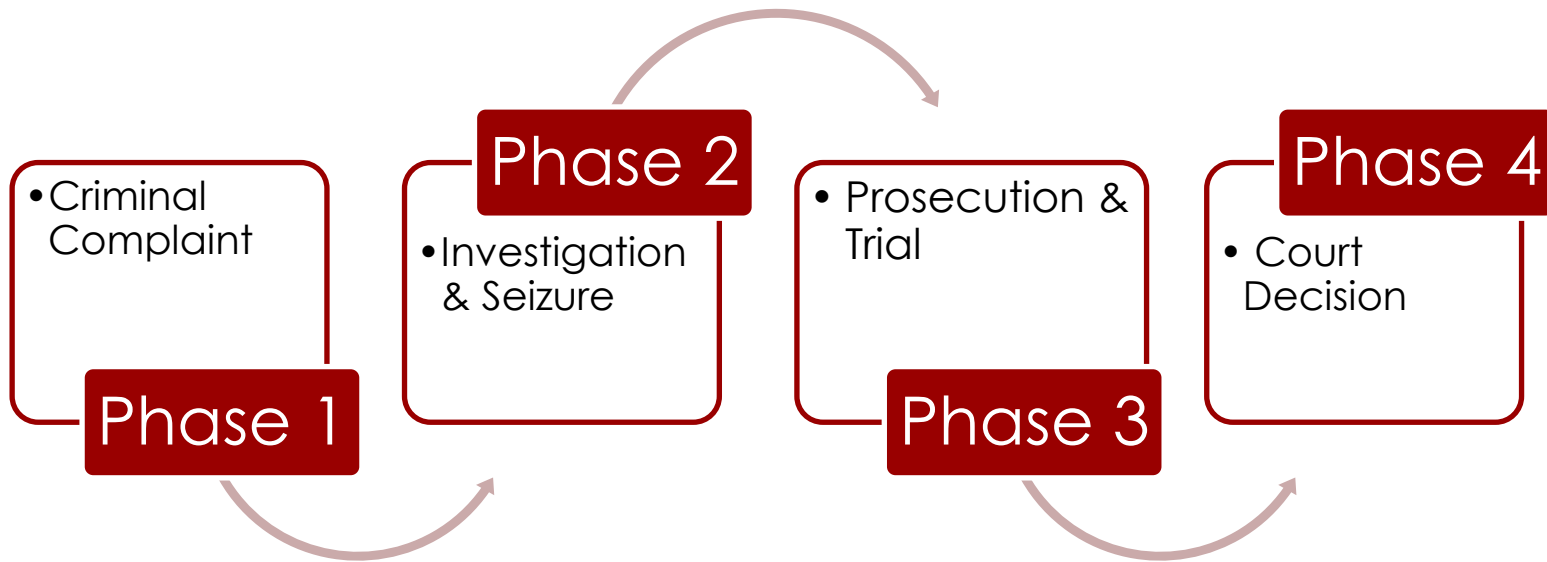 •Criminal
Complaint
Phase 1
Phase 2
•Investigation
& Seizure
• Prosecution &
Trial
Phase 3
Phase 4
• Court
Decision